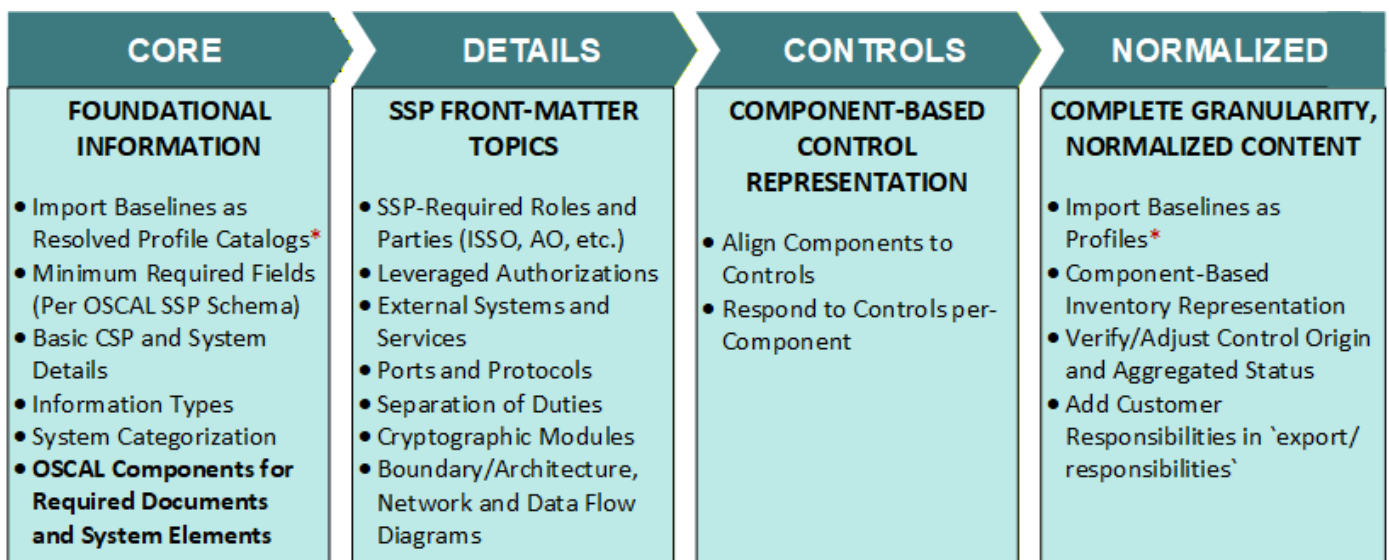 CORE
DETAILS
CONTROLS
NORMALIZED
FOUNDATIONAL
INFORMATION
• Import Baselines as
Resolved Profile Catalogs*
• Minimum Required Fields
(Per OSCAL SSP Schema)
• Basic CSP and System
Details
• Information Types
• System Categorization
• OSCAL Components for
Required Documents
and System Elements
SSP FRONT-MATTER
TOPICS
• SSP-Required Roles and
Parties (ISSO, AO, etc.)
• Leveraged Authorizations
• External Systems and
Services
• Ports and Protocols
• Separation of Duties
• Cryptographic Modules
• Boundary/Architecture,
Network and Data Flow
Diagrams
COMPONENT-BASED
CONTROL
REPRESENTATION
• Align Components to
Controls
• Respond to Controls per-
Component
COMPLETE GRANULARITY,
NORMALIZED CONTENT
• Import Baselines as
Profiles*
• Component-Based
Inventory Representation
• Verify/Adjust Control Origin
and Aggregated Status
• Add Customer
Responsibilities in `export/
responsibilities`